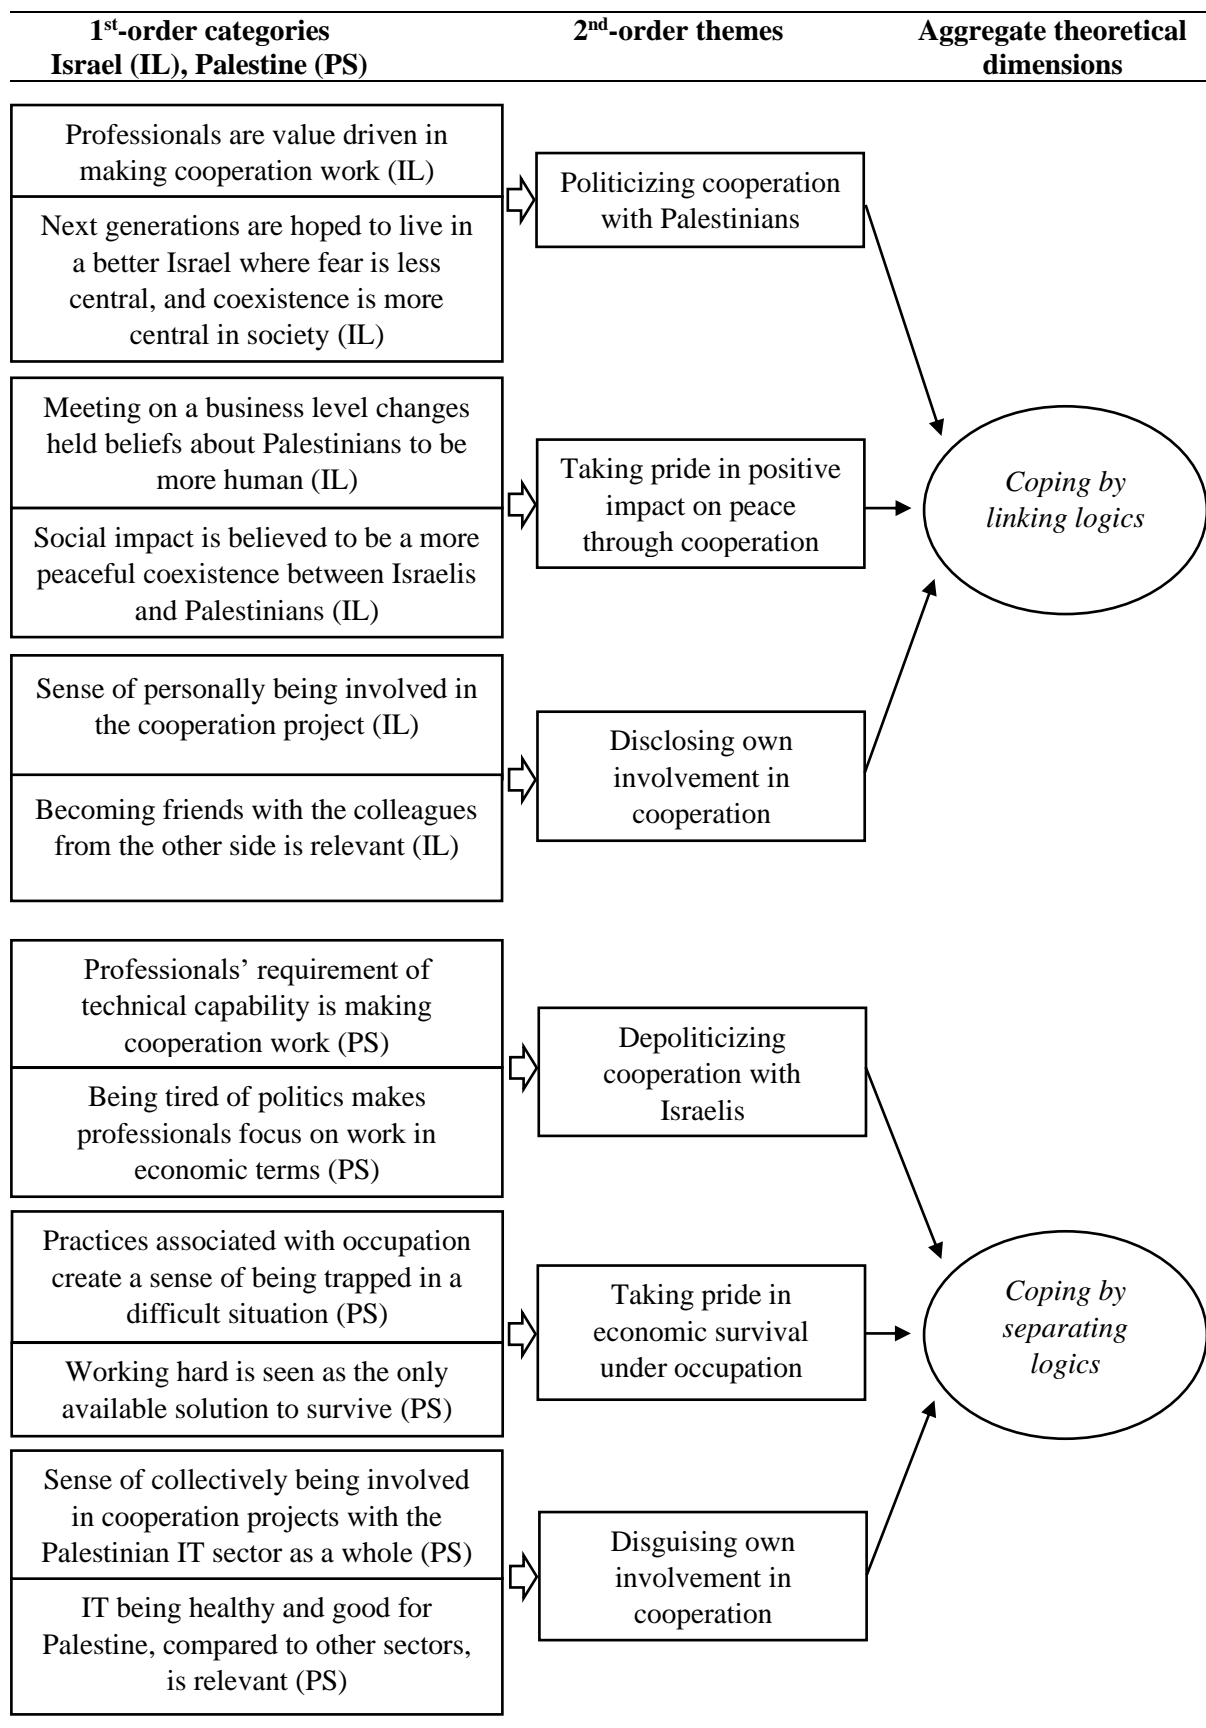 1st-order categories
Israel (IL), Palestine (PS)
2nd-order themes
Aggregate theoretical
dimensions
Professionals are value driven in
making cooperation work (IL)
Next generations are hoped to live in
a better Israel where fear is less
central, and coexistence is more
central in society (IL)
Politicizing cooperation
with Palestinians
Meeting on a business level changes
held beliefs about Palestinians to be
more human (IL)
Social impact is believed to be a more
peaceful coexistence between Israelis
and Palestinians (IL)
Taking pride in positive
impact on peace
through cooperation
Coping by
linking logics
Sense of personally being involved in
the cooperation project (IL)
Becoming friends with the colleagues
from the other side is relevant (IL)
Disclosing own
involvement in
cooperation
Professionals’ requirement of
technical capability is making
cooperation work (PS)
Being tired of politics makes
professionals focus on work in
economic terms (PS)
Depoliticizing
cooperation with
Israelis
Practices associated with occupation
create a sense of being trapped in a
difficult situation (PS)
Working hard is seen as the only
available solution to survive (PS)
Taking pride in
economic survival
under occupation
Coping by
separating
logics
Sense of collectively being involved
in cooperation projects with the
Palestinian IT sector as a whole (PS)
IT being healthy and good for
Palestine, compared to other sectors,
is relevant (PS)
Disguising own
involvement in
cooperation